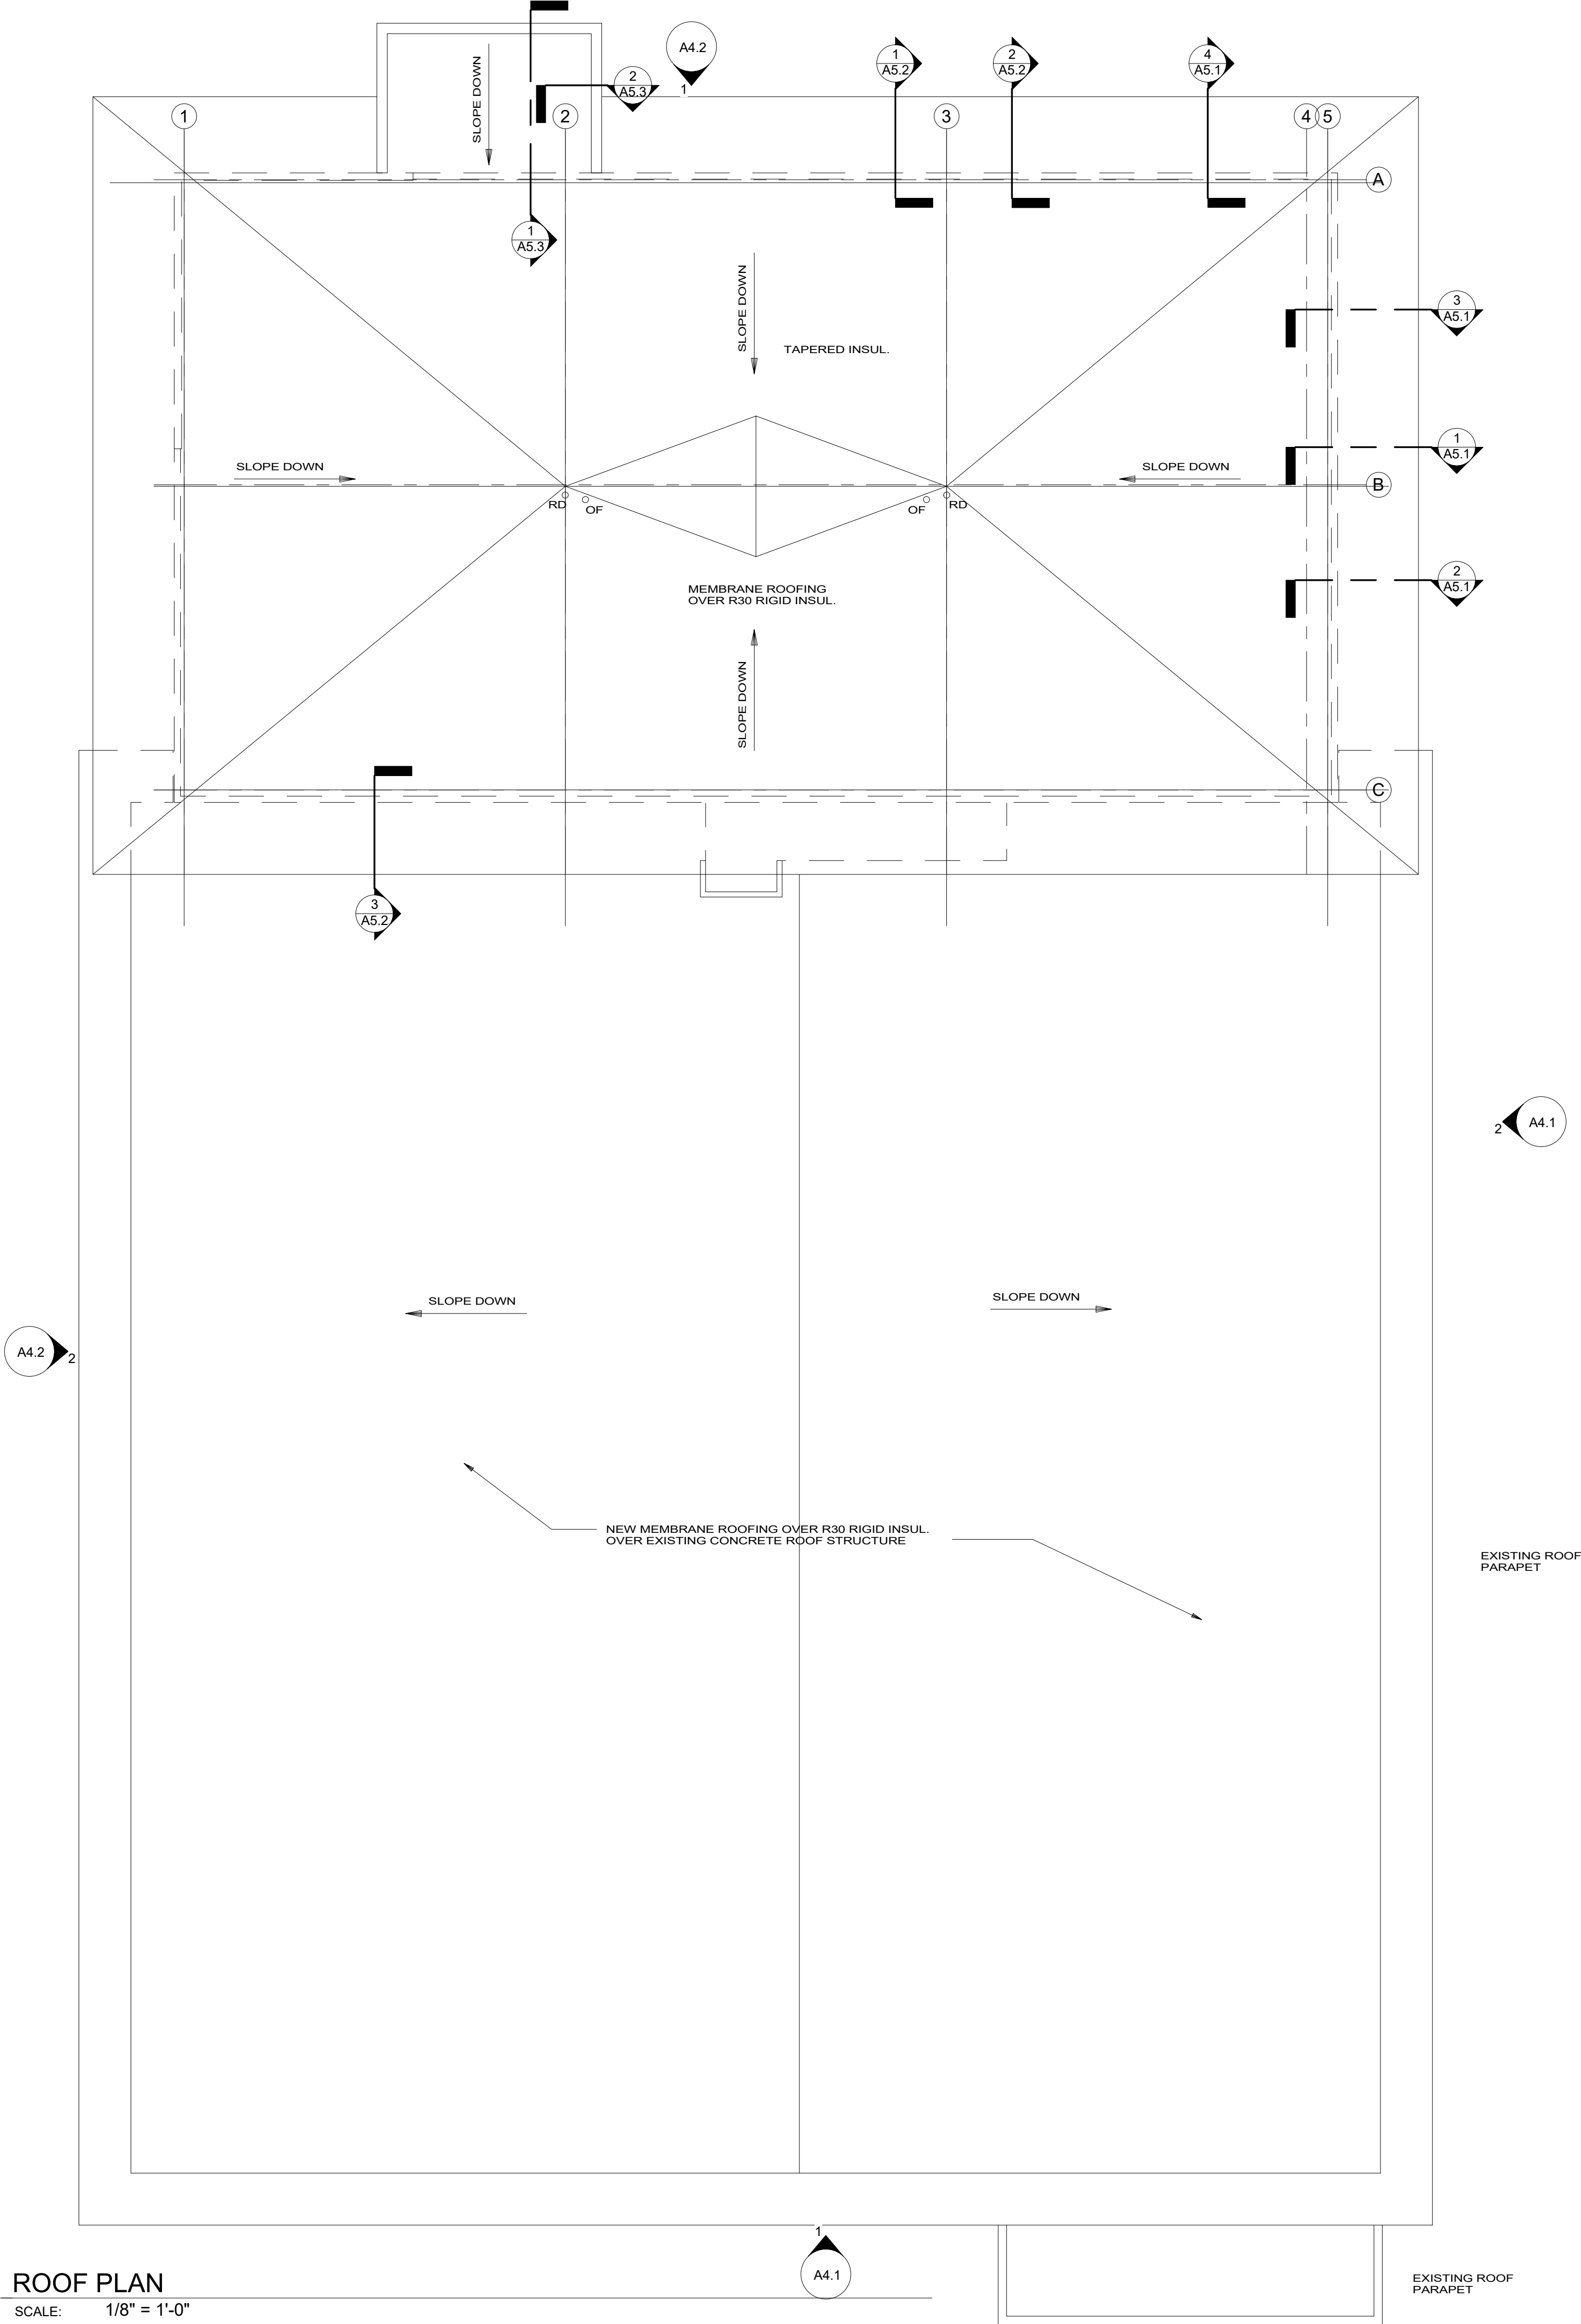 A4.2
1
1
A5.2
2
A5.2
4
A5.1
SLOPE DOWN
2
A5.3
1
2
3
4
5
A
1
A5.3
SLOPE DOWN
TAPERED INSUL.
3
A5.1
1
A5.1
SLOPE DOWN
SLOPE DOWN
B
RD
OF
OF
RD
2
A5.1
MEMBRANE ROOFING
OVER R30 RIGID INSUL.
SLOPE DOWN
C
3
A5.2
2
A4.1
SLOPE DOWN
SLOPE DOWN
A4.2
2
NEW MEMBRANE ROOFING OVER R30 RIGID INSUL.
OVER EXISTING CONCRETE ROOF STRUCTURE
EXISTING ROOF
PARAPET
1
A4.1
ROOF PLAN
SCALE: 1/8" = 1'-0"
EXISTING ROOF
PARAPET